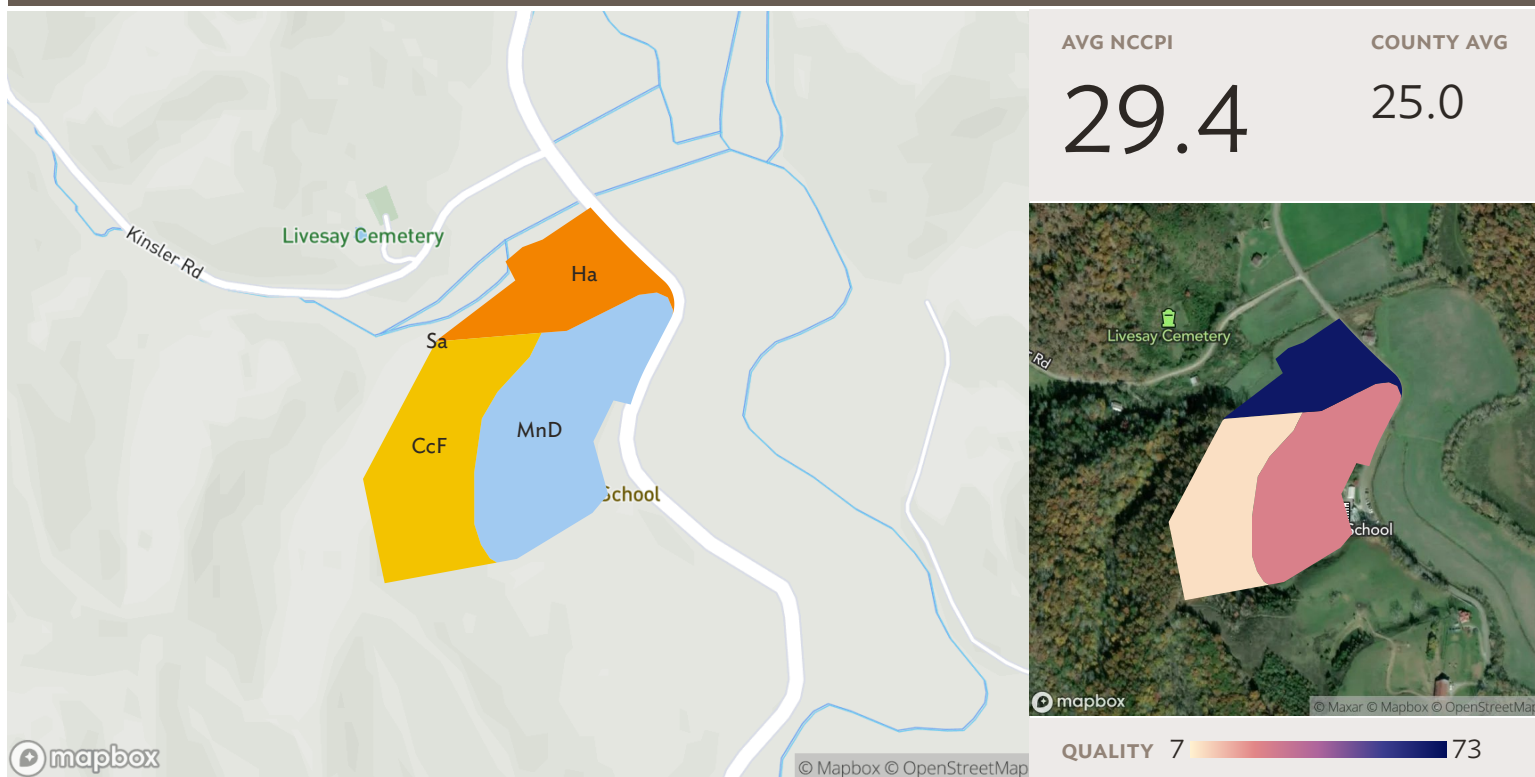 AVG NCCPI
COUNTY AVG
29.4
25.0
Kinsler Rd
Livesay Cemetery
Ha
Sa
CcF
MnD
School
mapbox
© Mapbox © OpenStreetMap
Rd
Livesay Cemetery
School
mapbox
© Maxar © Mapbox © OpenStreetMap
QUALITY 7 73